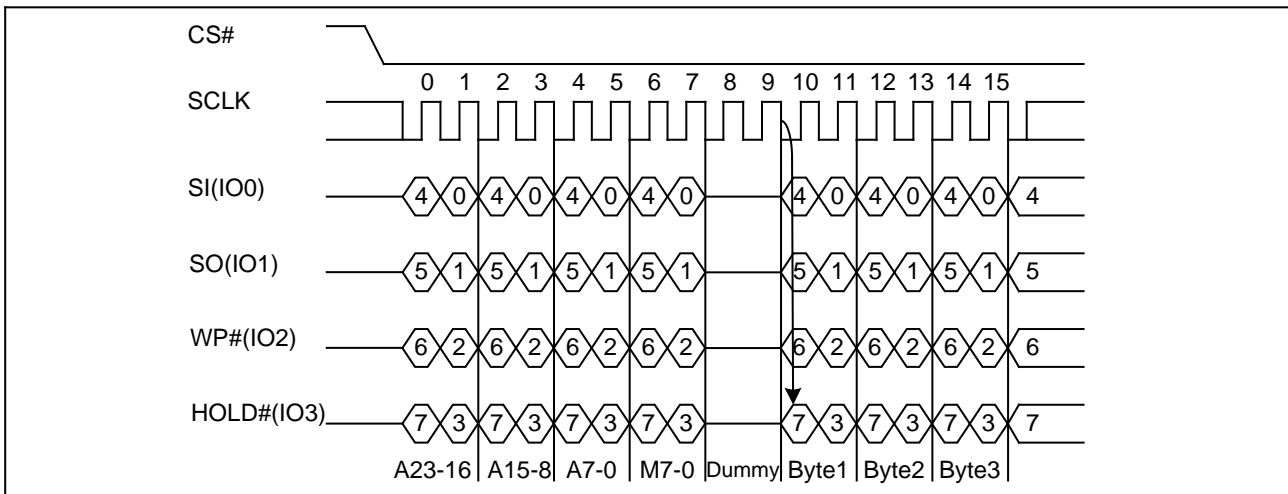 CS#
0 1 2 3 4 5 6 7 8 9 10 11 12 13 14 15
SCLK
SI(IO0) 4 0 4 0 4 0 4 0 4 0 4 0 4 0 4
SO(IO1) 5 1 5 1 5 1 5 1 5 1 5 1 5 1 5
WP#(IO2) 6 2 6 2 6 2 6 2 6 2 6 2 6 2 6
HOLD#(IO3) 7 3 7 3 7 3 7 3 7 3 7 3 7 3 7
A23-16 A15-8 A7-0 M7-0 Dummy Byte1 Byte2 Byte3